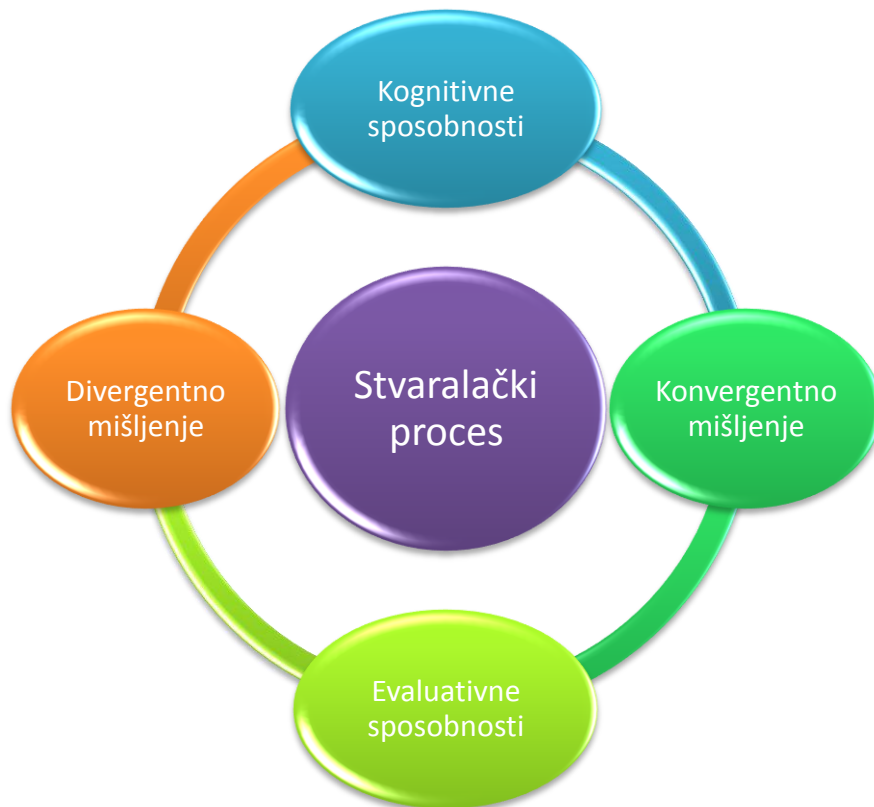 Kognitivne
sposobnosti
Divergentno
mišljenje
Stvaralački
proces
Konvergentno
mišljenje
Evaluativne
sposobnosti